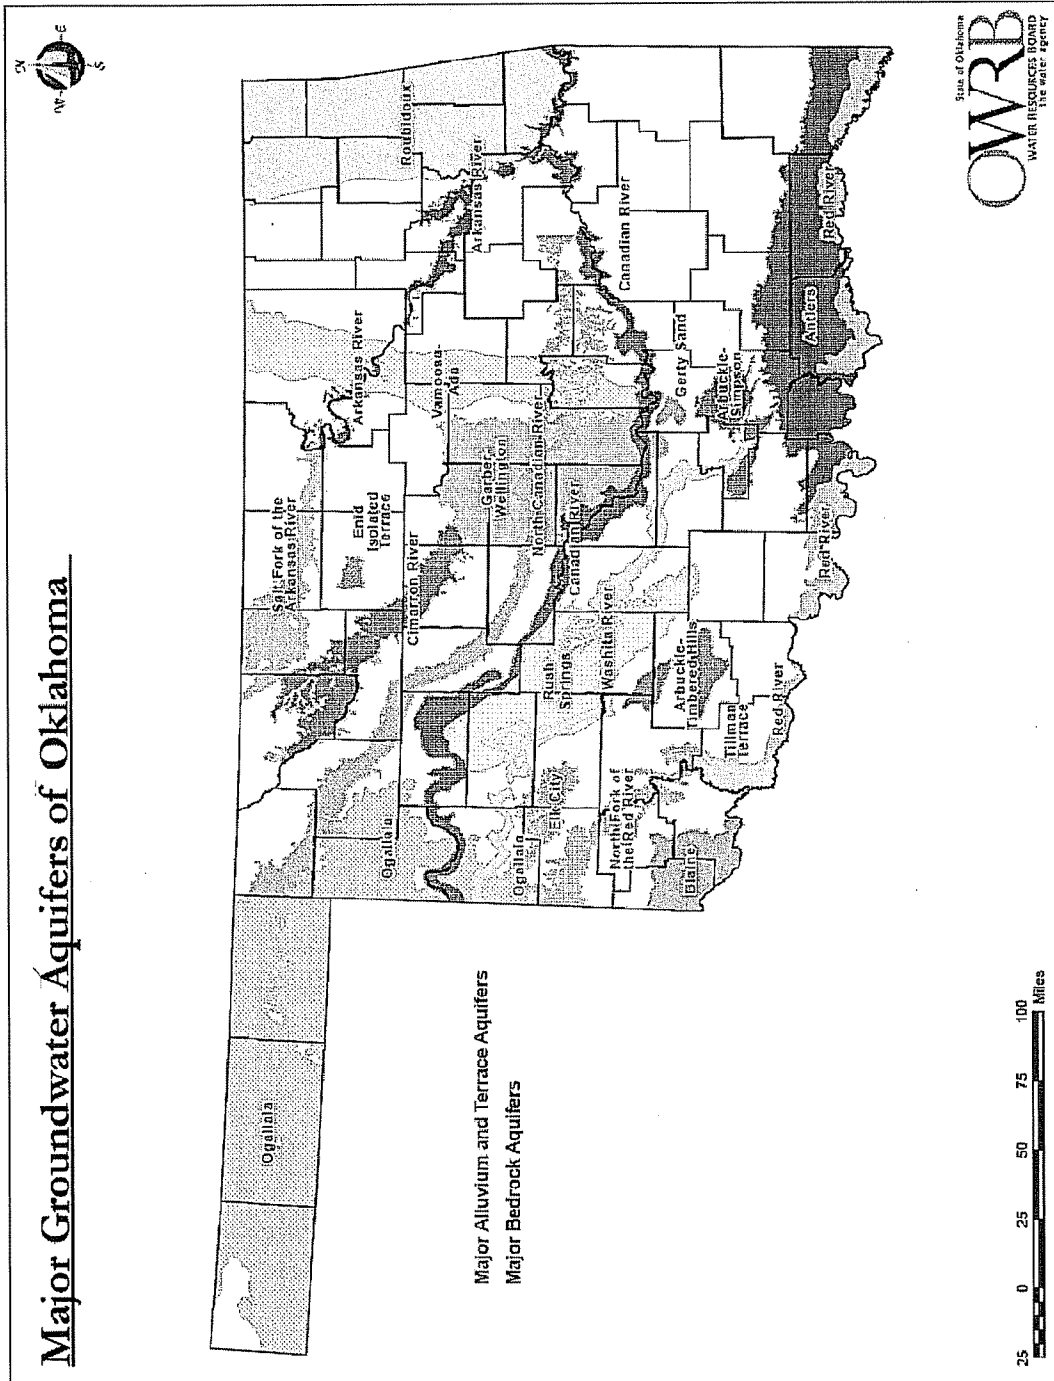 Major Groundwater Aquifers of Oklahoma
N
W
E
S
Ogallala
Ogallala
Ogallala
Salt Fork of the
Arkansas River
Enid
Isolated
Terrace
Cimarron River
Arkansas River
Vamoosa-
Ada
Garber-
Wellington
North Canadian River
Canadian River
Roubidoux
Arkansas River
Canadian River
Elk City
Rush
Springs
Washita River
North Fork of
the Red River
Blaine
Arbuckle-
Timbered Hills
Tillman
Terrace
Red River
Gerty Sand
Arbuckle-
Simpson
Red River
Antlers
Red River
Major Alluvium and Terrace Aquifers
Major Bedrock Aquifers
25 0 25 50 75 100
Miles
State of Oklahoma
OWRB
WATER RESOURCES BOARD
the water agency